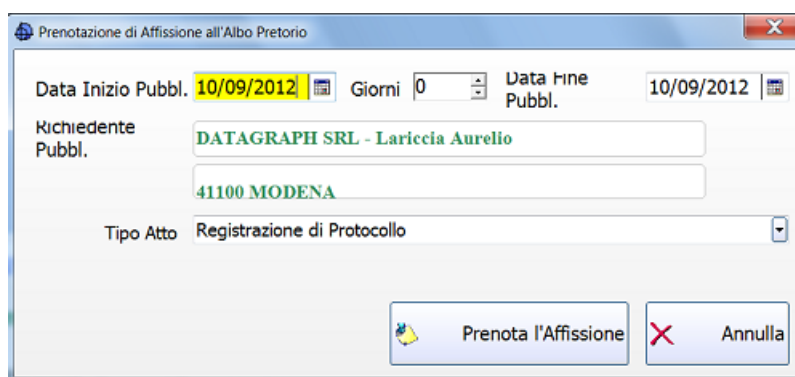 Prenotazione di Affissione all'Albo Pretorio
Data Inizio Pubbl. 10/09/2012 Giorni 0 Data Fine Pubbl. 10/09/2012
Richiedente Pubbl. DATAGRAPH SRL - Lariccia Aurelio
41100 MODENA
Tipo Atto Registrazione di Protocollo
Prenota l'Affissione Annulla